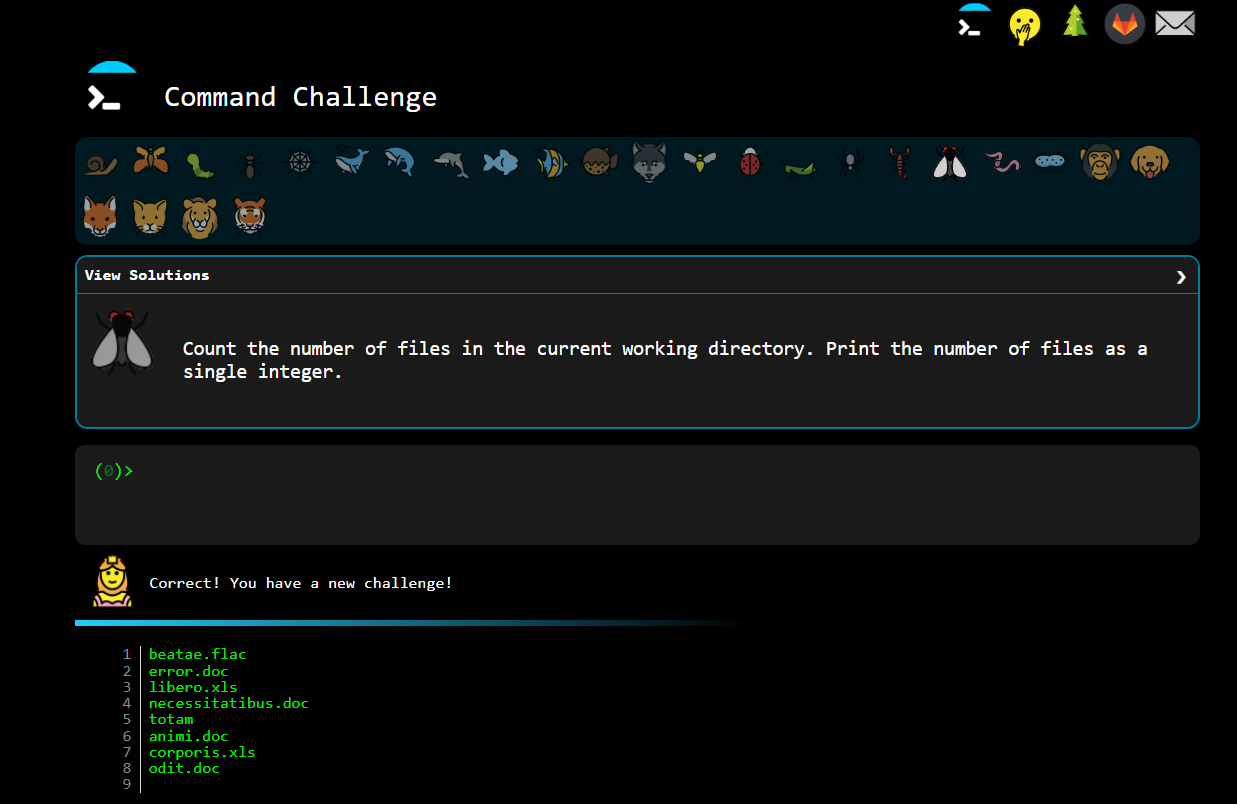 Command Challenge
View Solutions
Count the number of files in the current working directory. Print the number of files as a
single integer.
(0)>
Correct! You have a new challenge!
1 beatae.flac
2 error.doc
3 libero.xls
4 necessitatibus.doc
5 totam
6 animi.doc
7 corporis.xls
8 odit.doc
9